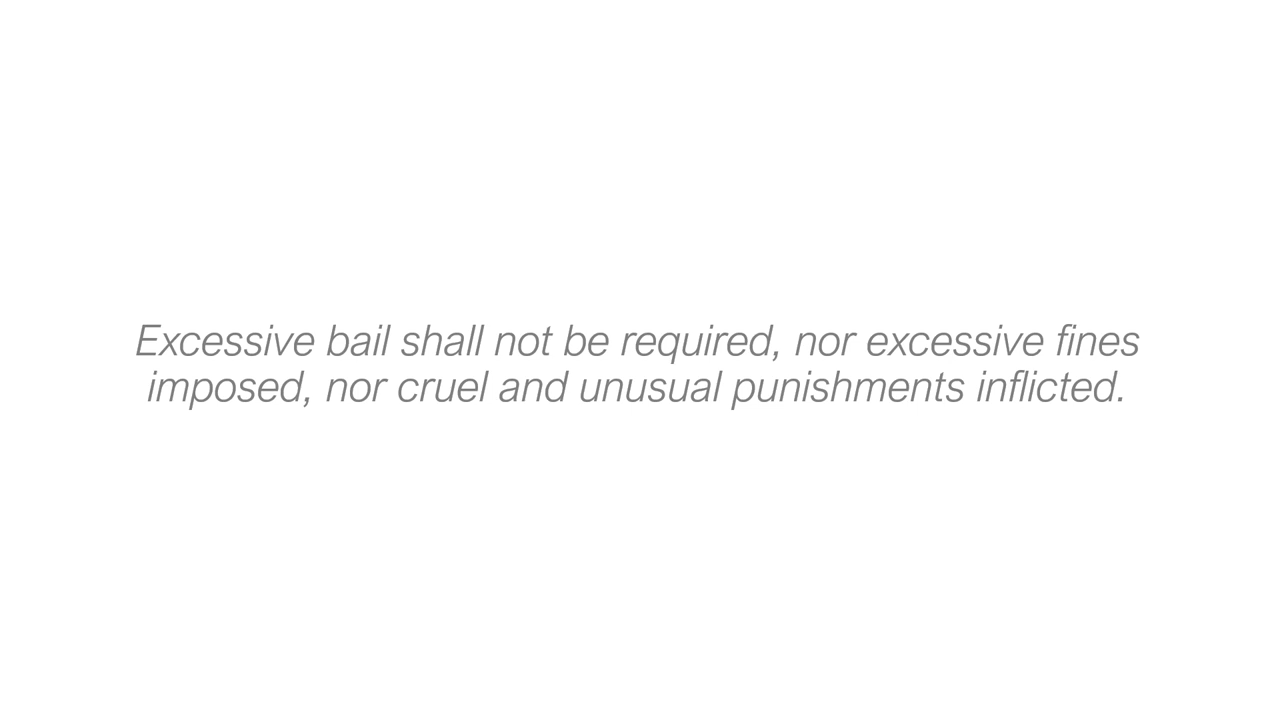 Excessive bail shall not be required, nor excessive fines
imposed, nor cruel and unusual punishments inflicted.